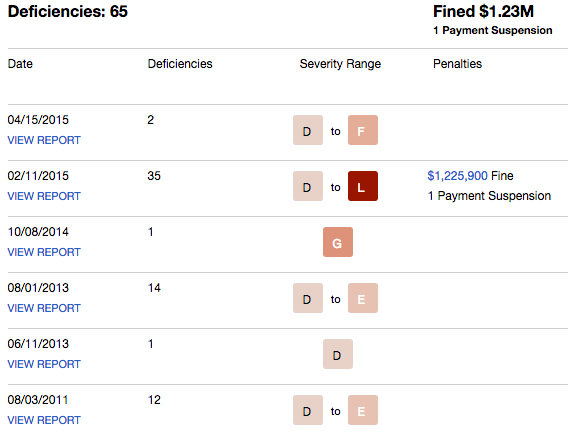 Deficiencies: 65 Fined $1.23M
1 Payment Suspension
Date Deficiencies Severity Range Penalties
04/15/2015 2 D to F
VIEW REPORT
02/11/2015 35 D to L $1,225,900 Fine
VIEW REPORT 1 Payment Suspension
10/08/2014 1 G
VIEW REPORT
08/01/2013 14 D to E
VIEW REPORT
06/11/2013 1 D
VIEW REPORT
08/03/2011 12 D to E
VIEW REPORT